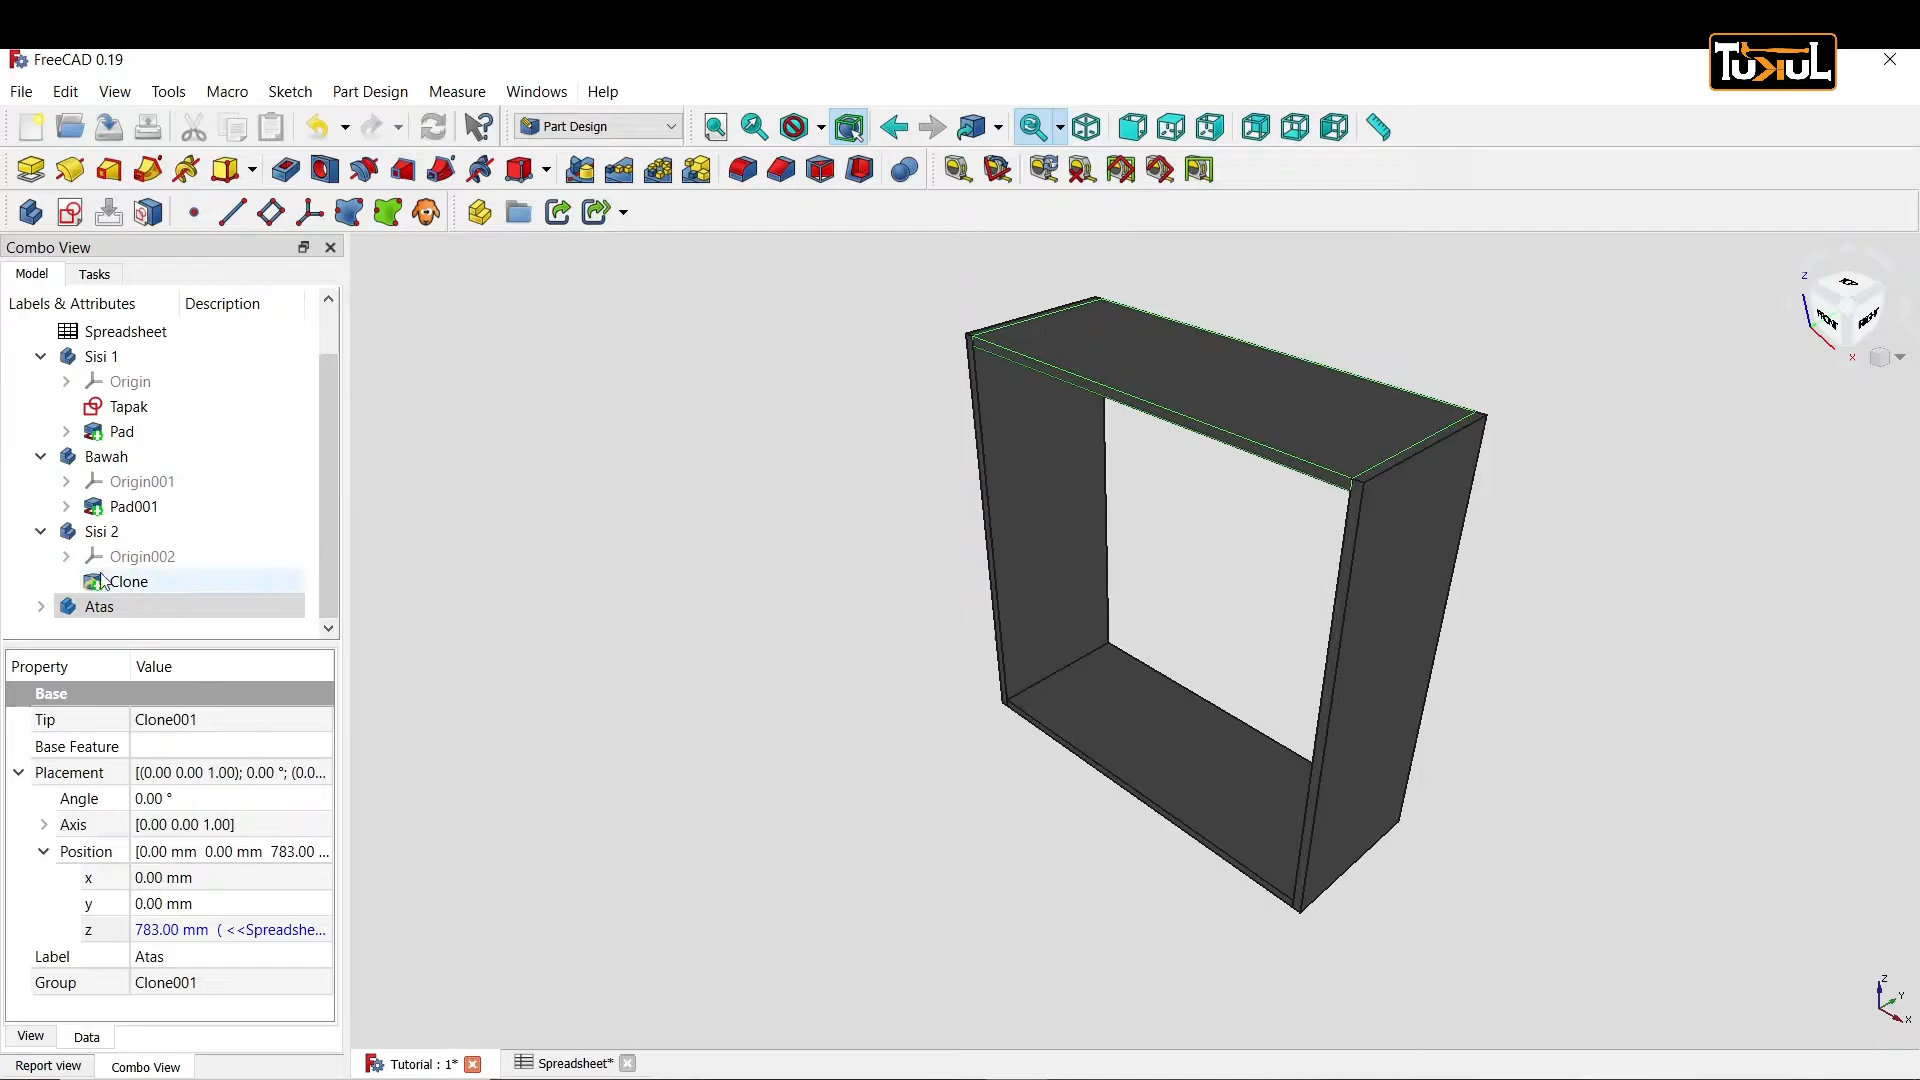 TUKUL
FreeCAD 0.19
File Edit View Tools Macro Sketch Part Design Measure Windows Help
Part Design
Combo View
Model Tasks
Labels & Attributes Description
Spreadsheet
Sisi 1
Origin
Tapak
Pad
Bawah
Origin001
Pad001
Sisi 2
Origin002
Clone
Atas
Property Value
Base
Tip Clone001
Base Feature
Placement [(0.00 0.00 1.00); 0.00 °; (0.0...
Angle 0.00 °
Axis [0.00 0.00 1.00]
Position [0.00 mm 0.00 mm 783.00 ...
x 0.00 mm
y 0.00 mm
z 783.00 mm ( <<Spreadshe...
Label Atas
Group Clone001
View Data
Report view Combo View
Tutorial : 1* Spreadsheet*
Z
TOP
FRONT RIGHT
X
Z
Y
X